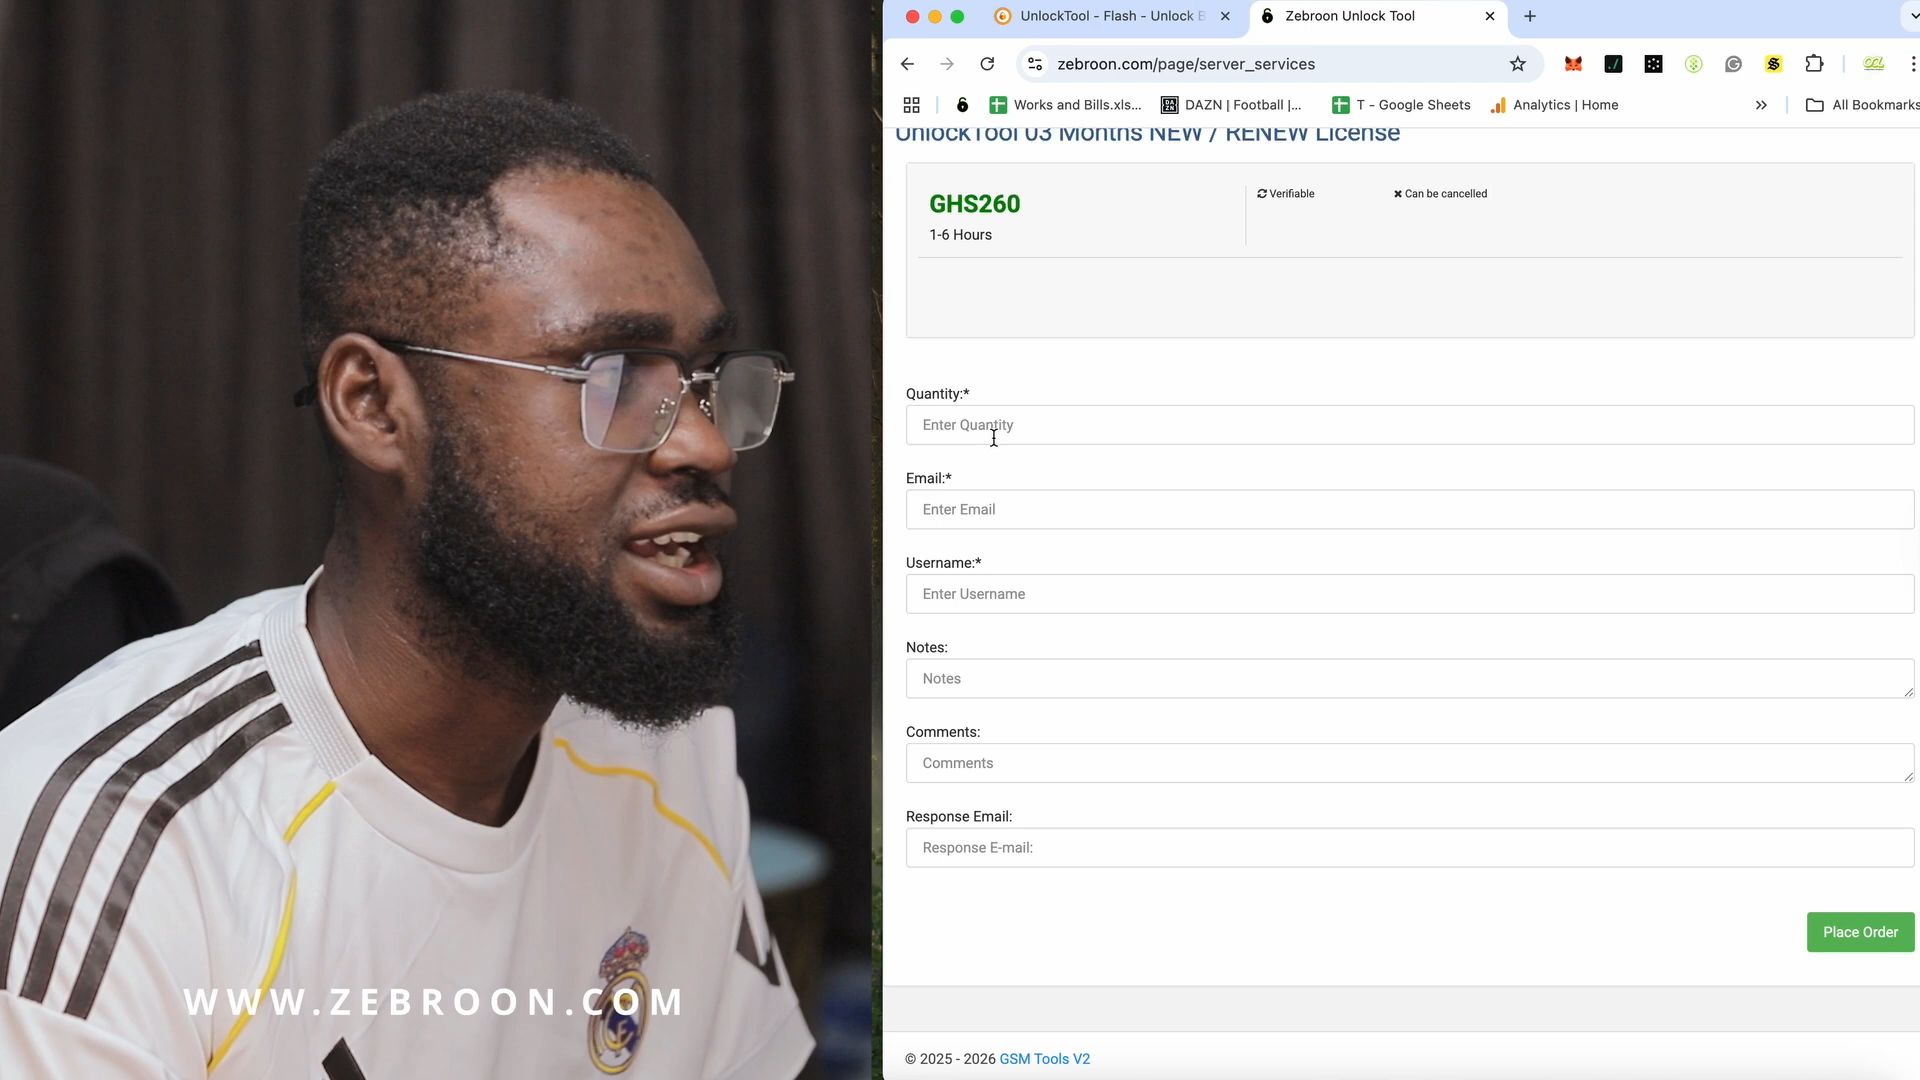 UnlockTool - Flash - Unlock B
Zebroon Unlock Tool
zebroon.com/page/server_services
Works and Bills.xls...
DAZN | Football |...
T - Google Sheets
Analytics | Home
All Bookmarks
UnlockTool 03 Months NEW / RENEW License
GHS260
1-6 Hours
Verifiable
Can be cancelled
Quantity:*
Enter Quantity
Email:*
Enter Email
Username:*
Enter Username
Notes:
Notes
Comments:
Comments
Response Email:
Response E-mail:
Place Order
© 2025 - 2026 GSM Tools V2
WWW.ZEBROON.COM